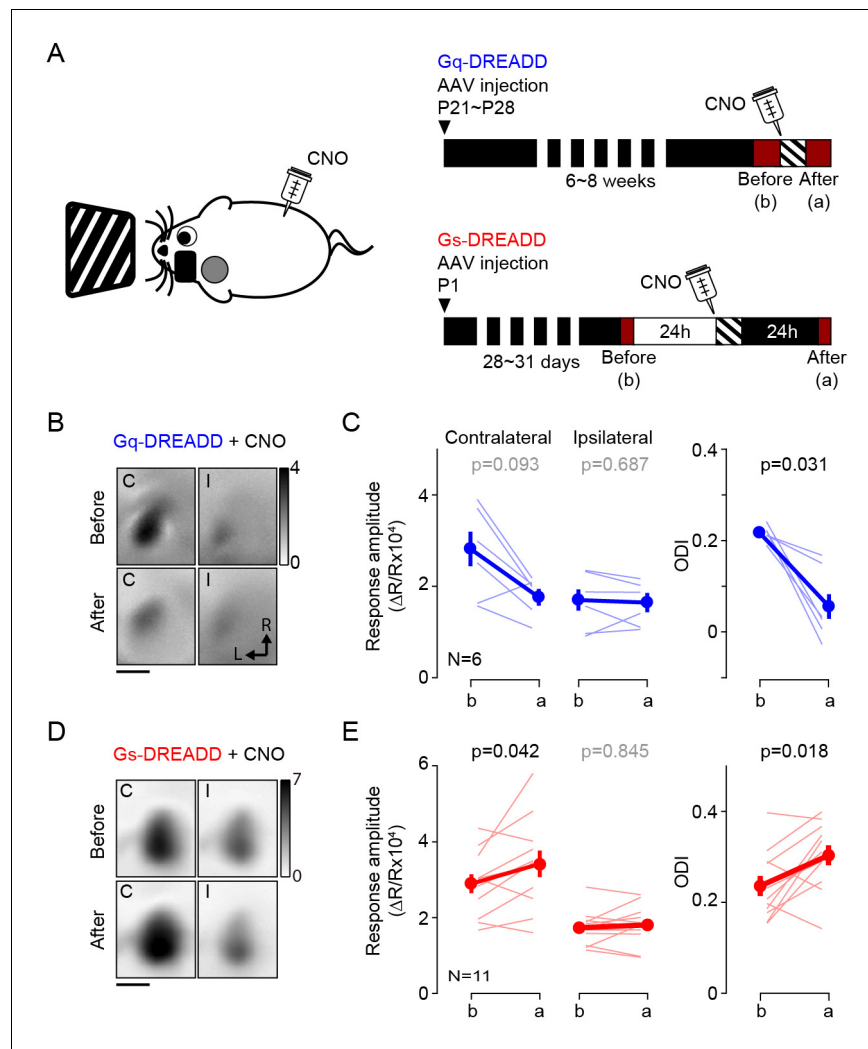 A
CNO
Gq-DREADD
AAV injection
P21~P28
CNO
6~8 weeks
Before
(b)
After
(a)
Gs-DREADD
AAV injection
P1
CNO
24h
24h
28~31 days
Before
(b)
After
(a)
B
Gq-DREADD + CNO
C
I
4
0
Before
After
R
L
C
Contralateral
Ipsilateral
p=0.093
p=0.687
p=0.031
Response amplitude
(ΔR/Rx10⁴)
4
2
0
N=6
b
a
b
a
ODI
0.4
0.2
0
b
a
D
Gs-DREADD + CNO
C
I
7
0
Before
C
I
After
E
p=0.042
p=0.845
p=0.018
Response amplitude
(ΔR/Rx10⁴)
6
4
2
0
N=11
b
a
b
a
ODI
0.4
0.2
0
b
a